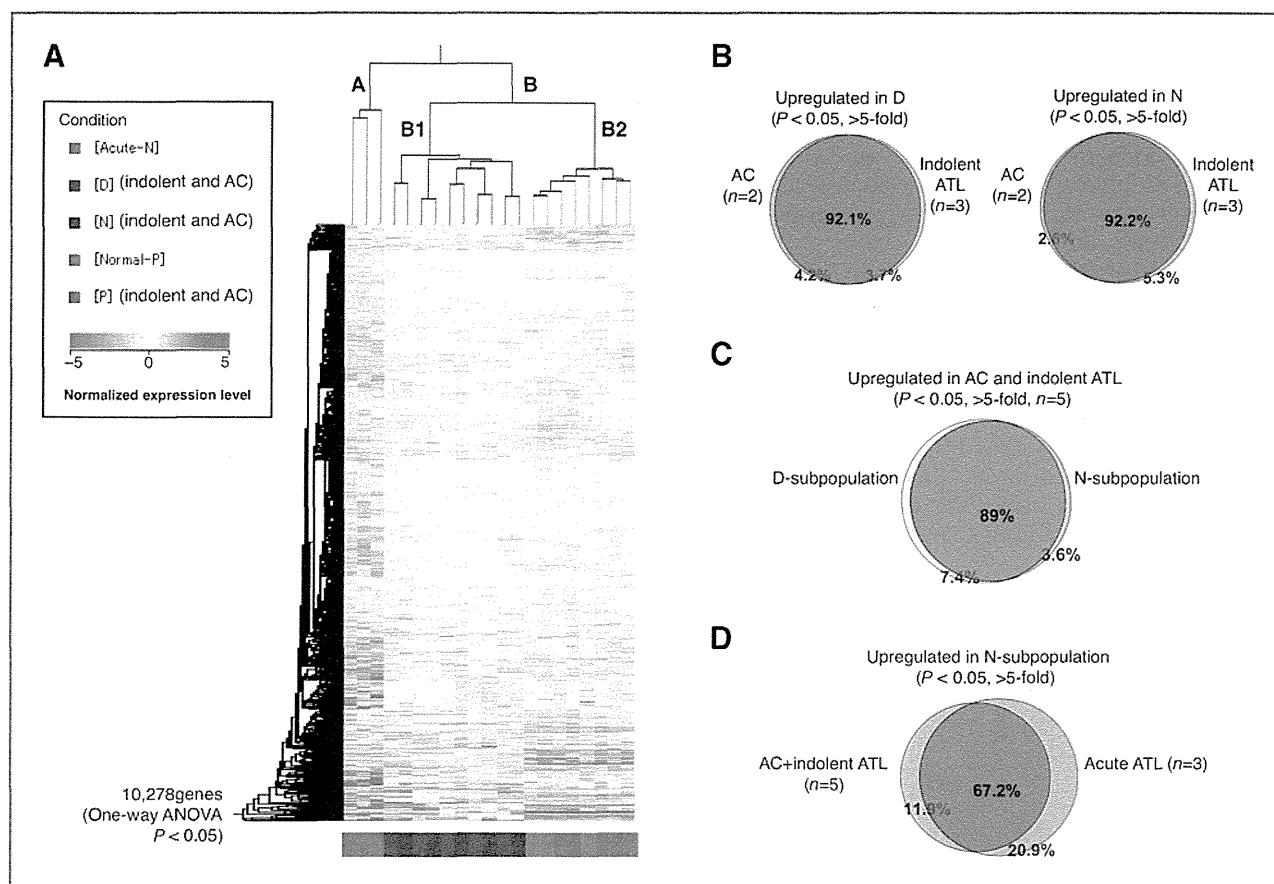 A
Condition
[Acute-N]
[D] (indolent and AC)
[N] (indolent and AC)
[Normal-P]
[P] (indolent and AC)
-5 0 5
Normalized expression level
A B
B1 B2
10,278genes
(One-way ANOVA
P < 0.05)
B
Upregulated in D
(P < 0.05, >5-fold)
AC
(n=2)
Indolent
ATL
(n=3)
92.1%
4.2% 3.7%
Upregulated in N
(P < 0.05, >5-fold)
AC
(n=2)
Indolent
ATL
(n=3)
92.2%
5.3%
C
Upregulated in AC and indolent ATL
(P < 0.05, >5-fold, n=5)
D-subpopulation
N-subpopulation
89%
3.6%
7.4%
D
Upregulated in N-subpopulation
(P < 0.05, >5-fold)
AC+indolent ATL
(n=5)
Acute ATL (n=3)
67.2%
11.9%
20.9%